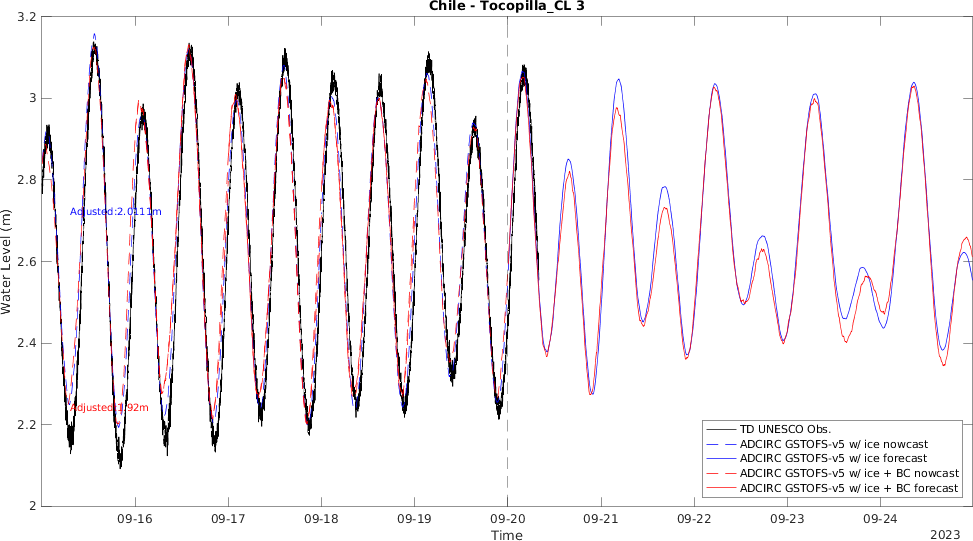 Chile - Tocopilla_CL 3
3.2
3
2.8
2.6
2.4
2.2
2
Water Level (m)
Adjusted:2.0111m
Adjusted:1.92m
TD UNESCO Obs.
ADCIRC GSTOFS-v5 w/ ice nowcast
ADCIRC GSTOFS-v5 w/ ice forecast
ADCIRC GSTOFS-v5 w/ ice + BC nowcast
ADCIRC GSTOFS-v5 w/ ice + BC forecast
09-16 09-17 09-18 09-19 09-20 09-21 09-22 09-23 09-24
Time
2023